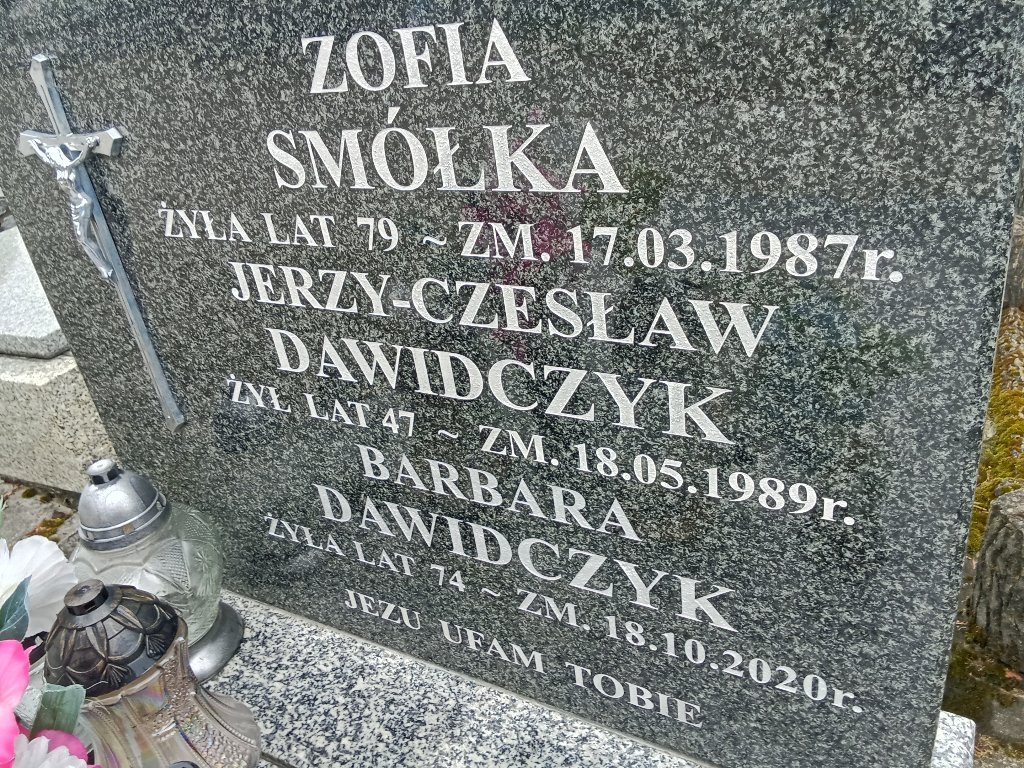 ZOFIA
SMÓŁKA
ŻYŁA LAT 79 ~ ZM. 17.03.1987r.
JERZY-CZESŁAW
DAWIDCZYK
ŻYŁ LAT 47 ~ ZM. 18.05.1989r.
BARBARA
DAWIDCZYK
ŻYŁA LAT 74 ~ ZM. 18.10.2020r.
JEZU UFAM TOBIE